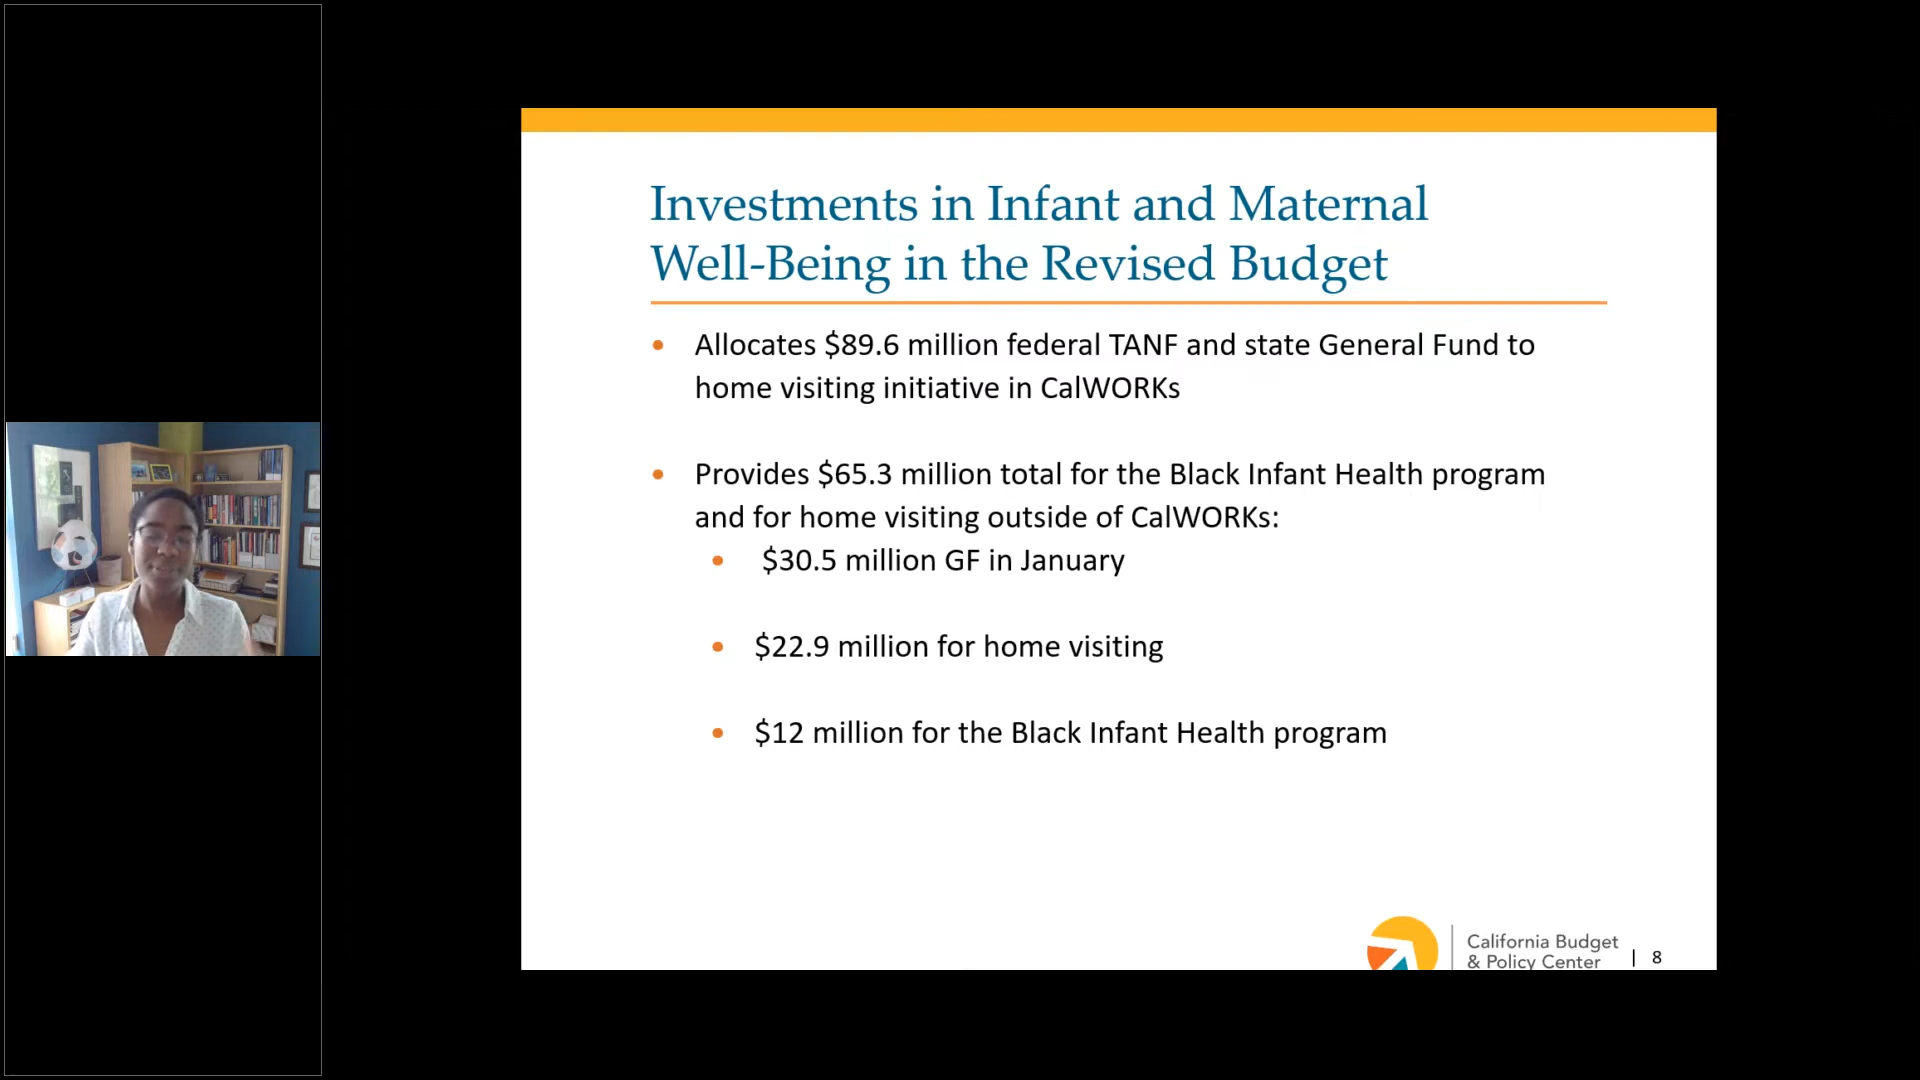 Investments in Infant and Maternal
Well-Being in the Revised Budget
• Allocates $89.6 million federal TANF and state General Fund to
home visiting initiative in CalWORKs
• Provides $65.3 million total for the Black Infant Health program
and for home visiting outside of CalWORKs:
• $30.5 million GF in January
• $22.9 million for home visiting
• $12 million for the Black Infant Health program
California Budget
& Policy Center | 8